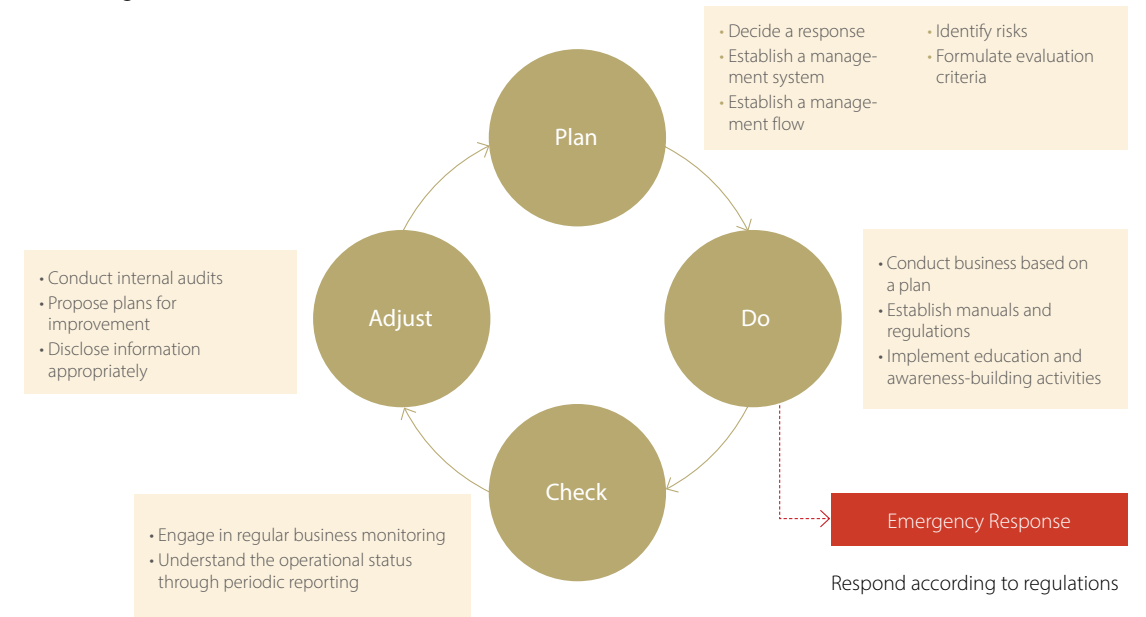 Plan
• Decide a response
• Establish a manage-
ment system
• Establish a manage-
ment flow
• Identify risks
• Formulate evaluation
criteria
Do
• Conduct business based on
a plan
• Establish manuals and
regulations
• Implement education and
awareness-building activities
Emergency Response
Respond according to regulations
Check
• Engage in regular business monitoring
• Understand the operational status
through periodic reporting
Adjust
• Conduct internal audits
• Propose plans for
improvement
• Disclose information
appropriately